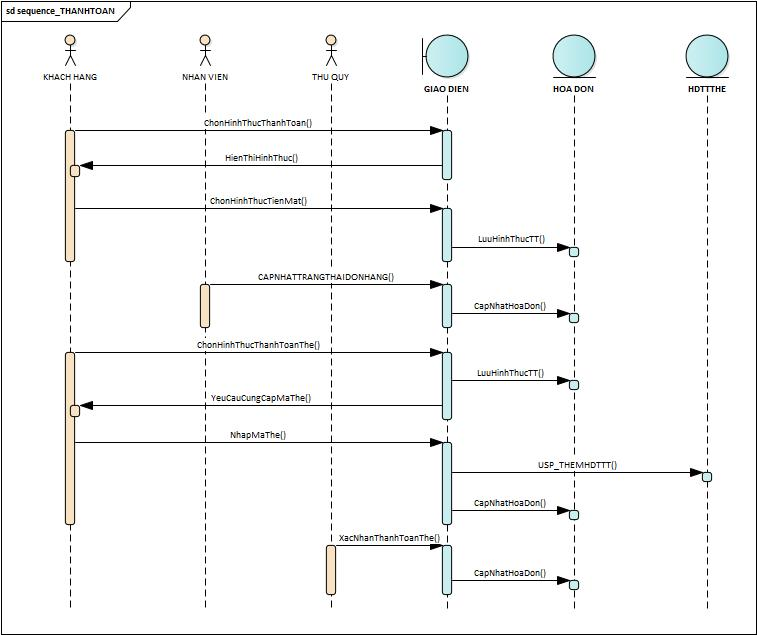 sd sequence_THANHTOAN
KHACH HANG
NHAN VIEN
THU QUY
GIAO DIEN
HOA DON
HDTTTHE
ChonHinhThucThanhToan()
HienThiHinhThuc()
ChonHinhThucTienMat()
LuuHinhThucTT()
CAPNHATTRANGTHAIDONHANG()
CapNhatHoaDon()
ChonHinhThucThanhToanThe()
LuuHinhThucTT()
YeuCauCungCapMaThe()
NhapMaThe()
USP_THEMHDTTT()
CapNhatHoaDon()
XacNhanThanhToanThe()
CapNhatHoaDon()